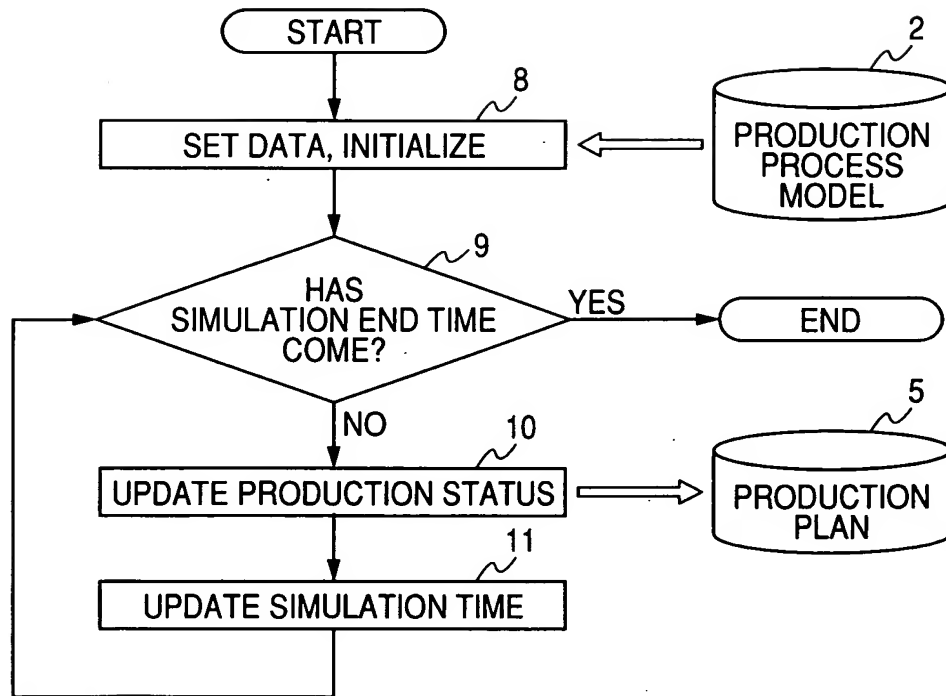 START
2
8
SET DATA, INITIALIZE
PRODUCTION
PROCESS
MODEL
9
HAS
SIMULATION END TIME
COME?
YES
END
NO
5
10
UPDATE PRODUCTION STATUS
PRODUCTION
PLAN
11
UPDATE SIMULATION TIME